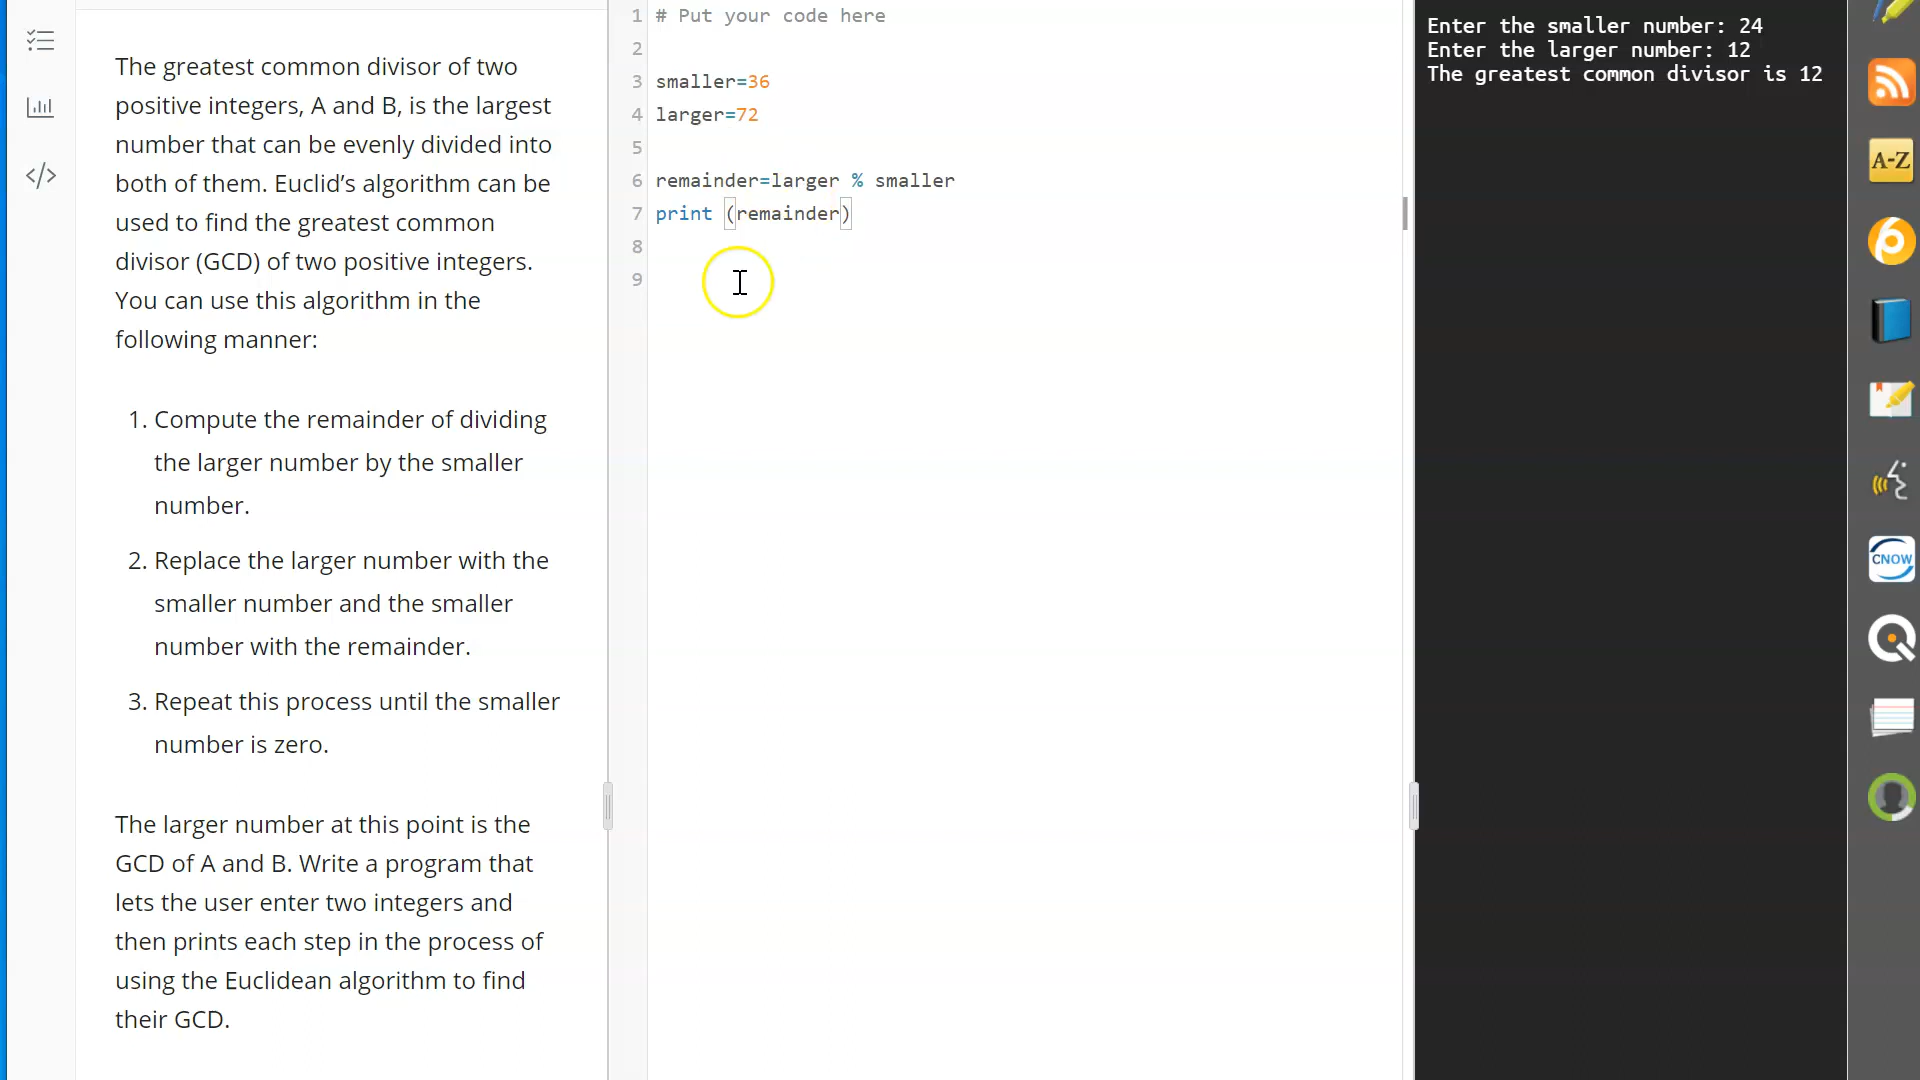 The greatest common divisor of two
positive integers, A and B, is the largest
number that can be evenly divided into
both of them. Euclid’s algorithm can be
used to find the greatest common
divisor (GCD) of two positive integers.
You can use this algorithm in the
following manner:
1. Compute the remainder of dividing
the larger number by the smaller
number.
2. Replace the larger number with the
smaller number and the smaller
number with the remainder.
3. Repeat this process until the smaller
number is zero.
The larger number at this point is the
GCD of A and B. Write a program that
lets the user enter two integers and
then prints each step in the process of
using the Euclidean algorithm to find
their GCD.
1 # Put your code here
2
3 smaller=36
4 larger=72
5
6 remainder=larger % smaller
7 print (remainder)
8
9
Enter the smaller number: 24
Enter the larger number: 12
The greatest common divisor is 12
A-Z
CNOW